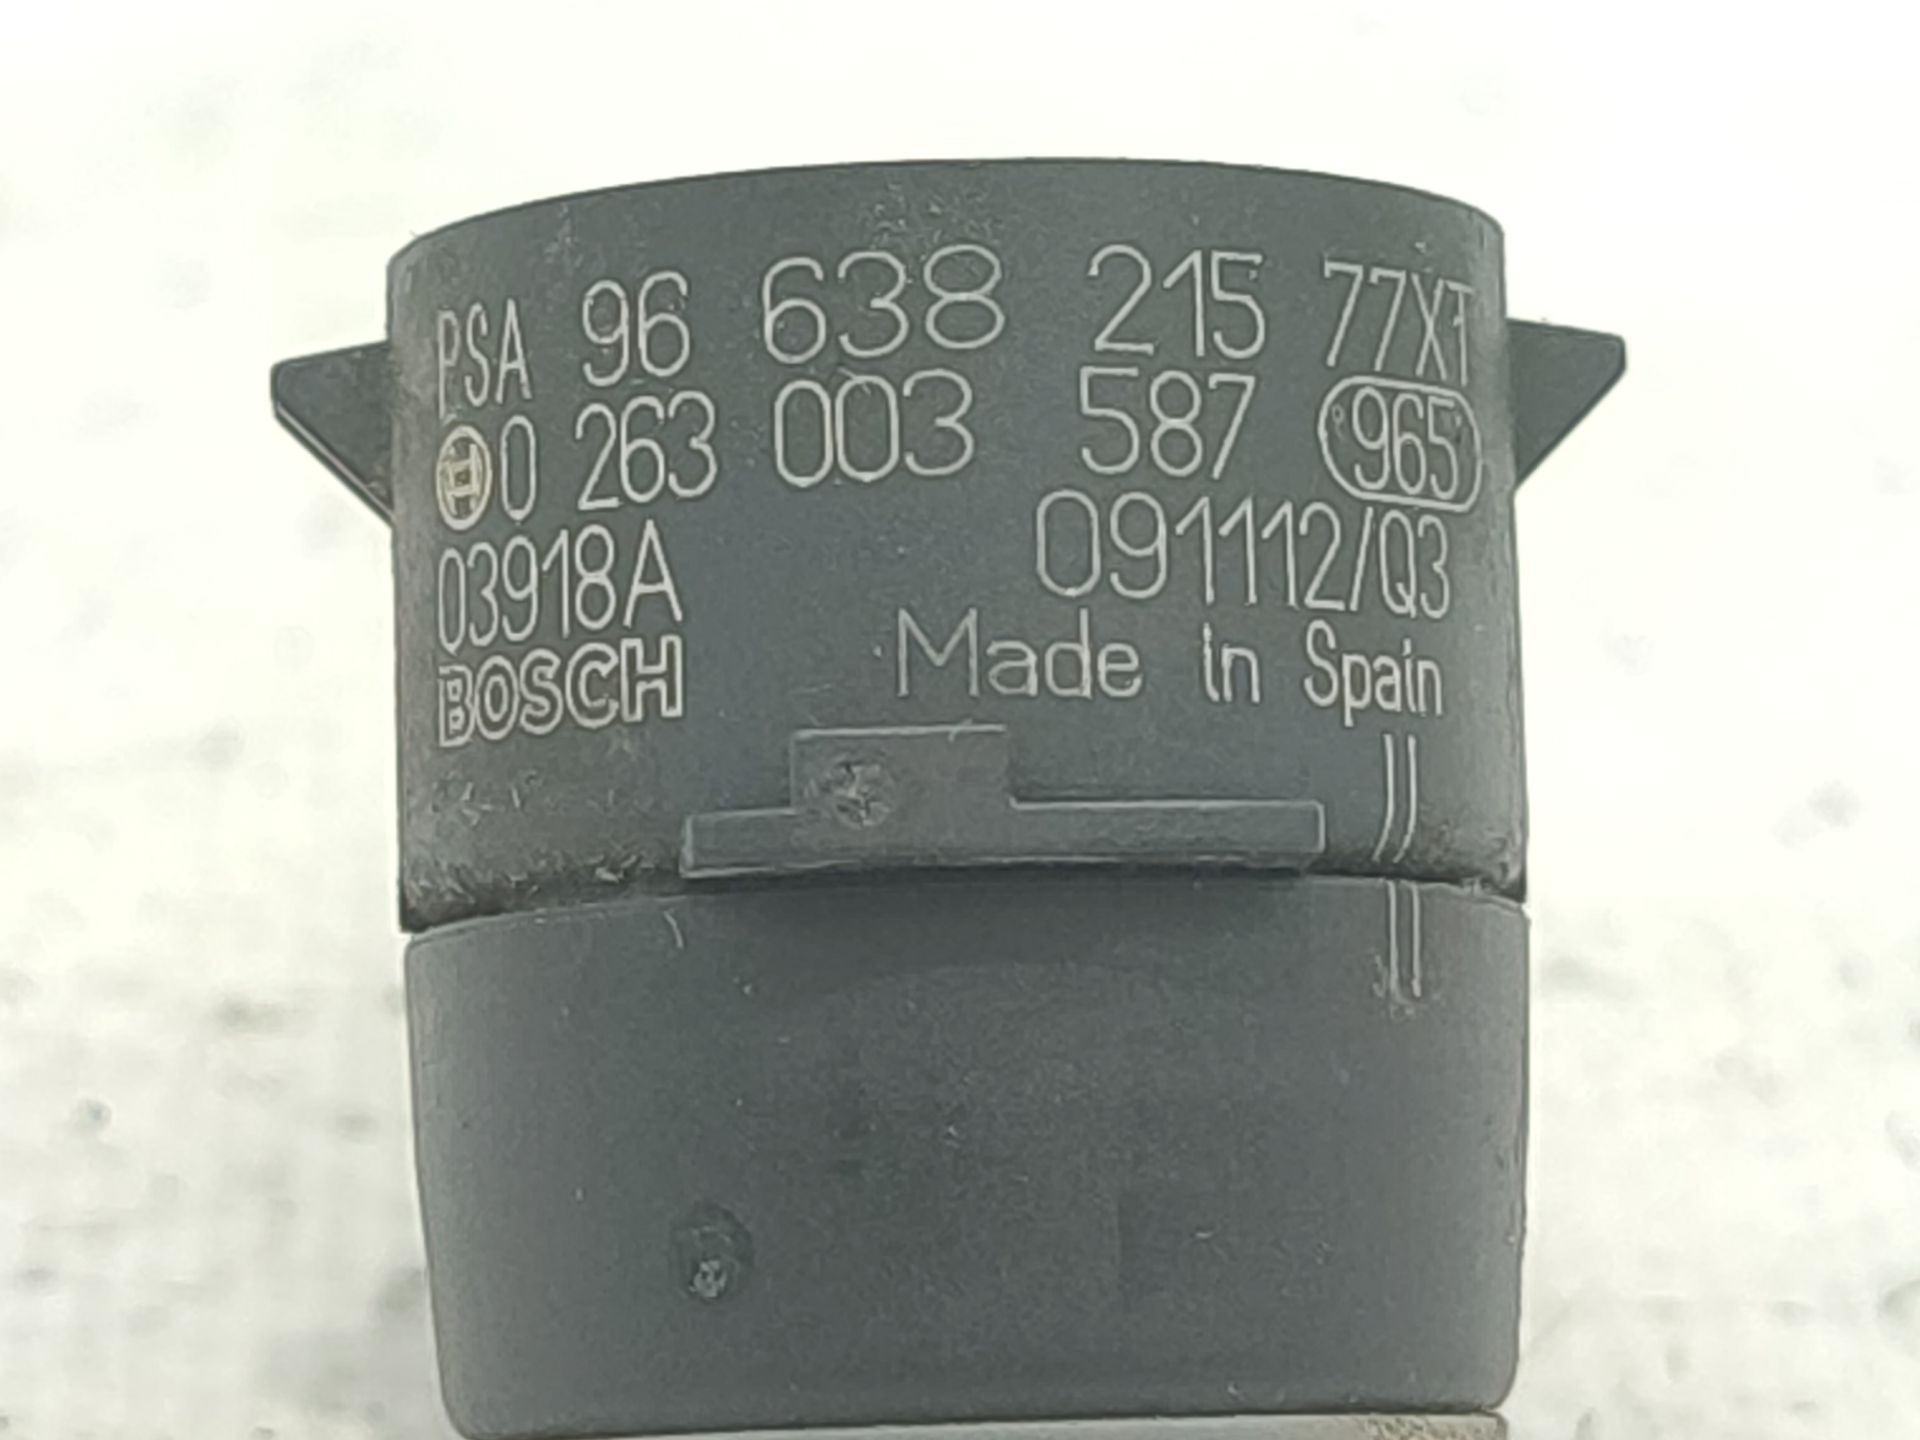 PSA 96 638 215 77XT
0 263 003 587 965
03918A 091112/Q3
BOSCH Made in Spain